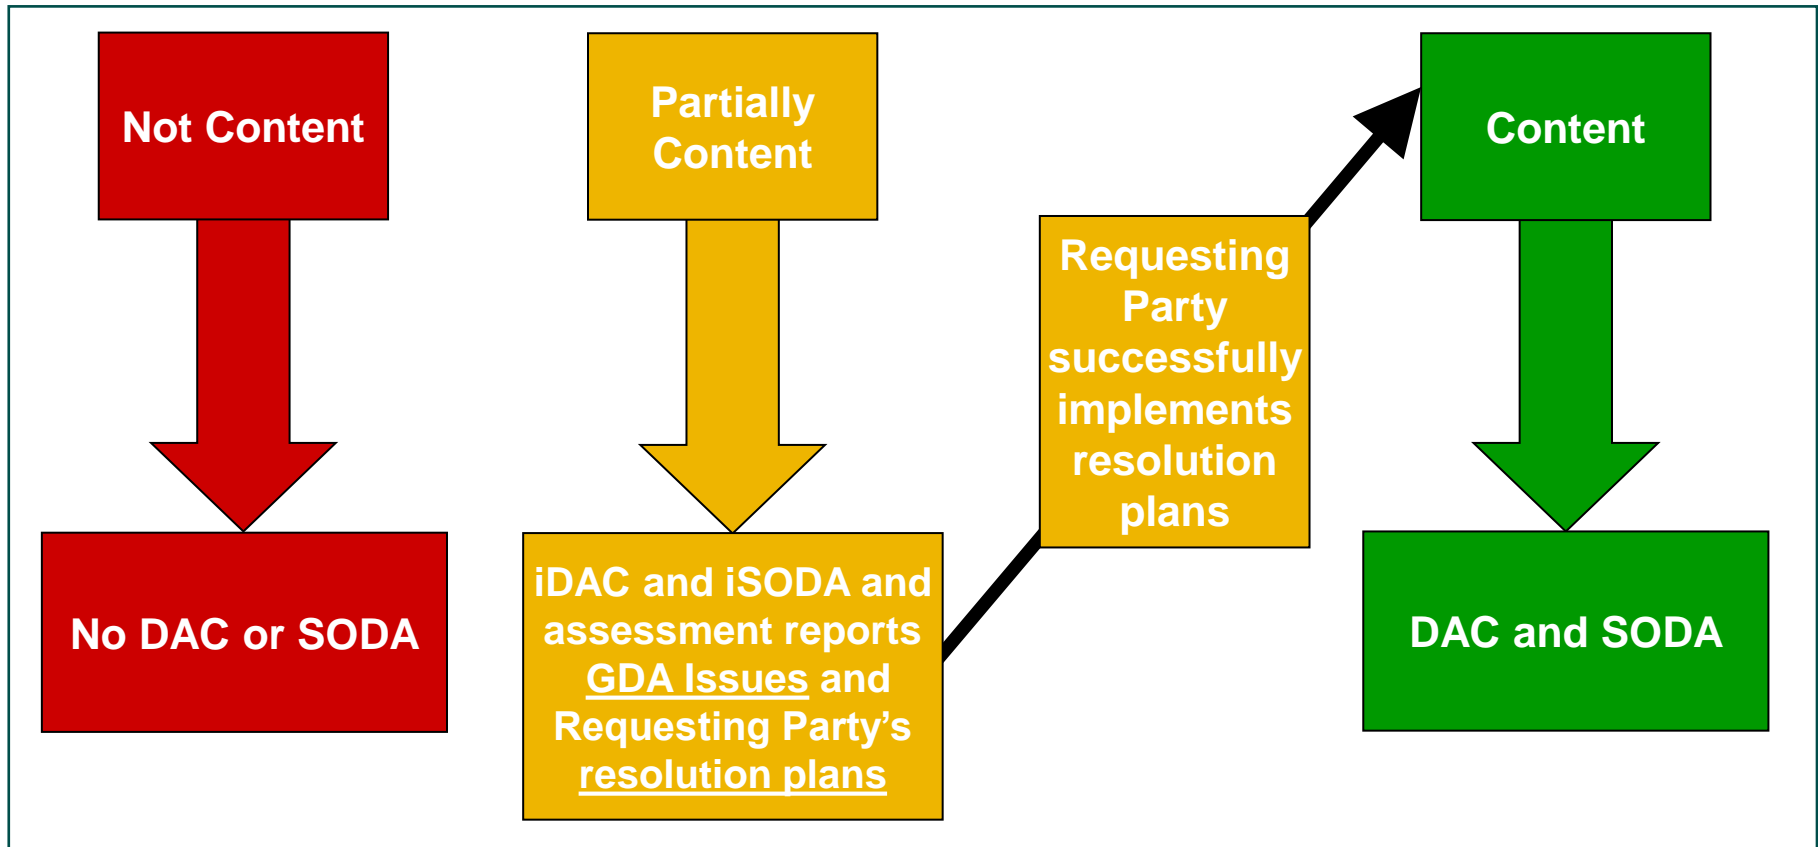 Not Content
No DAC or SODA
Partially
Content
iDAC and iSODA and
assessment reports
GDA Issues and
Requesting Party’s
resolution plans
Requesting
Party
successfully
implements
resolution
plans
Content
DAC and SODA